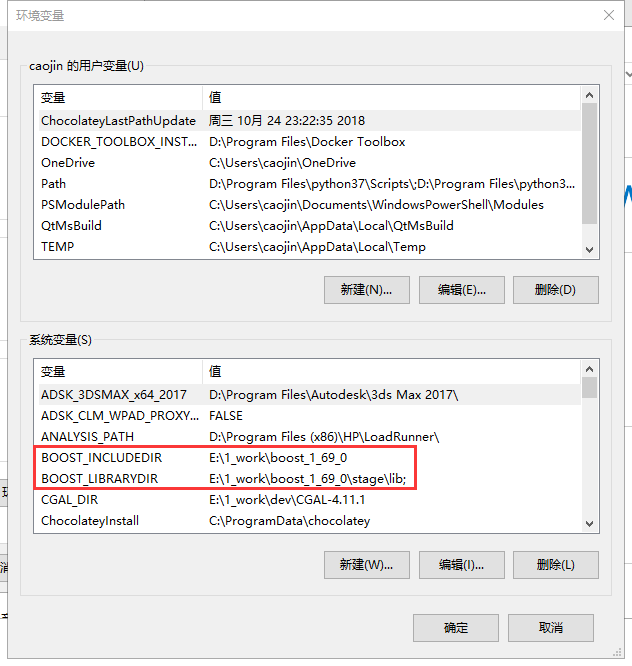 环境变量
caojin 的用户变量(U)
变量 值
ChocolateyLastPathUpdate 周三 10月 24 23:22:35 2018
DOCKER_TOOLBOX_INST... D:\Program Files\Docker Toolbox
OneDrive C:\Users\caojin\OneDrive
Path D:\Program Files\python37\Scripts\;D:\Program Files\python3...
PSModulePath C:\Users\caojin\Documents\WindowsPowerShell\Modules
QtMsBuild C:\Users\caojin\AppData\Local\QtMsBuild
TEMP C:\Users\caojin\AppData\Local\Temp
新建(N)... 编辑(E)... 删除(D)
系统变量(S)
变量 值
ADSK_3DSMAX_x64_2017 D:\Program Files\Autodesk\3ds Max 2017\
ADSK_CLM_WPAD_PROXY... FALSE
ANALYSIS_PATH D:\Program Files (x86)\HP\LoadRunner\
BOOST_INCLUDEDIR E:\1_work\boost_1_69_0
BOOST_LIBRARYDIR E:\1_work\boost_1_69_0\stage\lib;
CGAL_DIR E:\1_work\dev\CGAL-4.11.1
ChocolateyInstall C:\ProgramData\chocolatey
新建(W)... 编辑(I)... 删除(L)
确定 取消